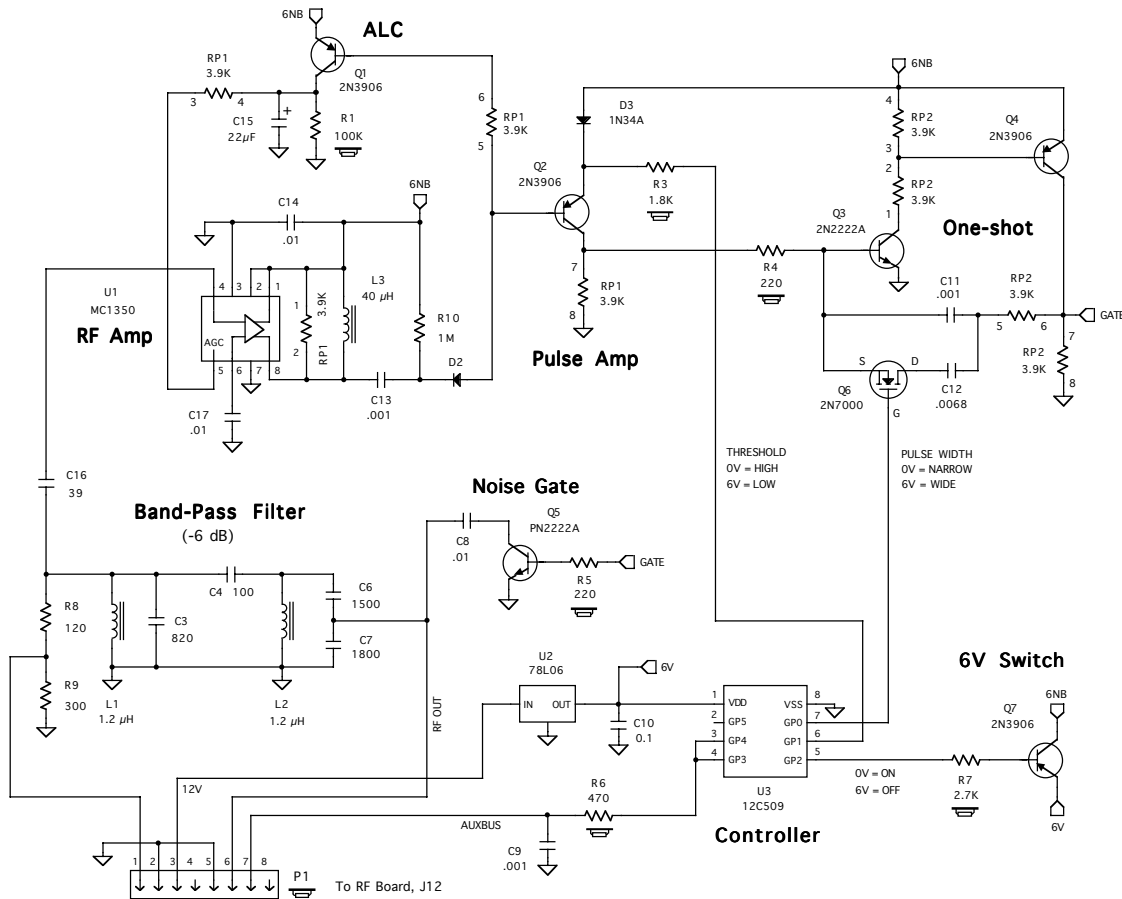 6NB
ALC
RP1
3.9K
3
4
Q1
2N3906
C15
22µF
+
R1
100K
6
RP1
3.9K
5
D3
1N34A
Q2
2N3906
R3
1.8K
6NB
4
RP2
3.9K
3
2
RP2
3.9K
1
Q4
2N3906
Q3
2N2222A
One-shot
C14
.01
6NB
U1
MC1350
RF Amp
4
3
2
1
AGC
5
6
7
8
1
3.9K
2
RP1
L3
40 µH
R10
1M
D2
C13
.001
C17
.01
7
RP1
3.9K
8
Pulse Amp
R4
220
C11
.001
RP2
3.9K
5
6
GATE
7
RP2
3.9K
8
S
D
G
Q6
2N7000
C12
.0068
THRESHOLD
0V = HIGH
6V = LOW
PULSE WIDTH
0V = NARROW
6V = WIDE
C16
39
Band-Pass Filter
(-6 dB)
Noise Gate
Q5
PN2222A
C8
.01
R5
220
GATE
R8
120
R9
300
L1
1.2 µH
C3
820
C4
100
L2
1.2 µH
C6
1500
C7
1800
RF OUT
U2
78L06
IN
OUT
6V
C10
0.1
1
VDD
2
GP5
3
GP4
4
GP3
VSS
8
GP0
7
GP1
6
GP2
5
U3
12C509
Controller
6V Switch
6NB
Q7
2N3906
0V = ON
6V = OFF
R7
2.7K
6V
12V
R6
470
AUXBUS
C9
.001
1
2
3
4
5
6
7
8
P1
To RF Board, J12